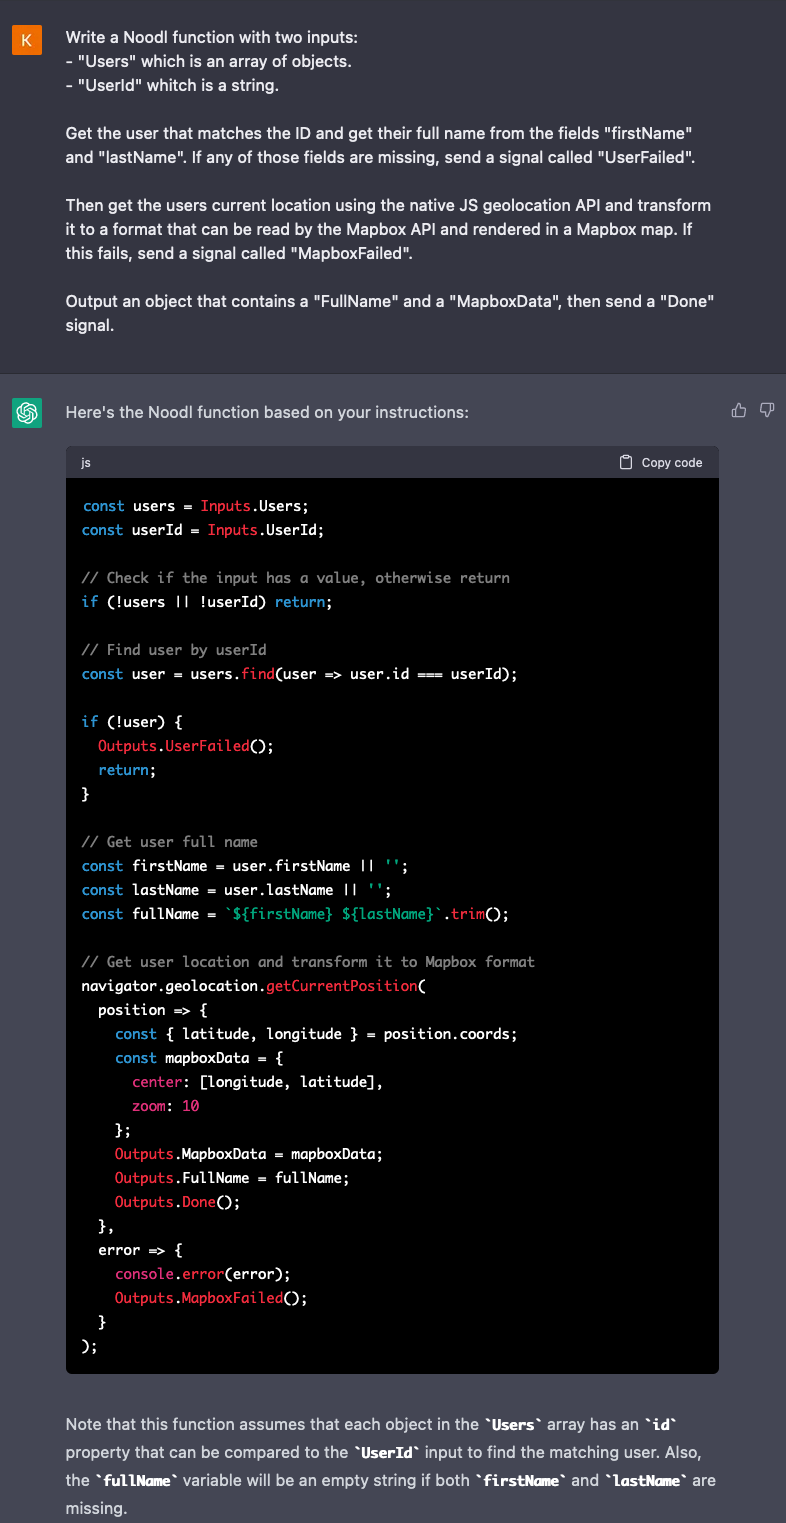 K
Write a Noodl function with two inputs:
- "Users" which is an array of objects.
- "UserId" whitch is a string.
Get the user that matches the ID and get their full name from the fields "firstName"
and "lastName". If any of those fields are missing, send a signal called "UserFailed".
Then get the users current location using the native JS geolocation API and transform
it to a format that can be read by the Mapbox API and rendered in a Mapbox map. If
this fails, send a signal called "MapboxFailed".
Output an object that contains a "FullName" and a "MapboxData", then send a "Done"
signal.
Here's the Noodl function based on your instructions:
js
Copy code
const users = Inputs.Users;
const userId = Inputs.UserId;
// Check if the input has a value, otherwise return
if (!users || !userId) return;
// Find user by userId
const user = users.find(user => user.id === userId);
if (!user) {
  Outputs.UserFailed();
  return;
}
// Get user full name
const firstName = user.firstName || '';
const lastName = user.lastName || '';
const fullName = `${firstName} ${lastName}`.trim();
// Get user location and transform it to Mapbox format
navigator.geolocation.getCurrentPosition(
  position => {
    const { latitude, longitude } = position.coords;
    const mapboxData = {
      center: [longitude, latitude],
      zoom: 10
    };
    Outputs.MapboxData = mapboxData;
    Outputs.FullName = fullName;
    Outputs.Done();
  },
  error => {
    console.error(error);
    Outputs.MapboxFailed();
  }
);
Note that this function assumes that each object in the `Users` array has an `id`
property that can be compared to the `UserId` input to find the matching user. Also,
the `fullName` variable will be an empty string if both `firstName` and `lastName` are
missing.